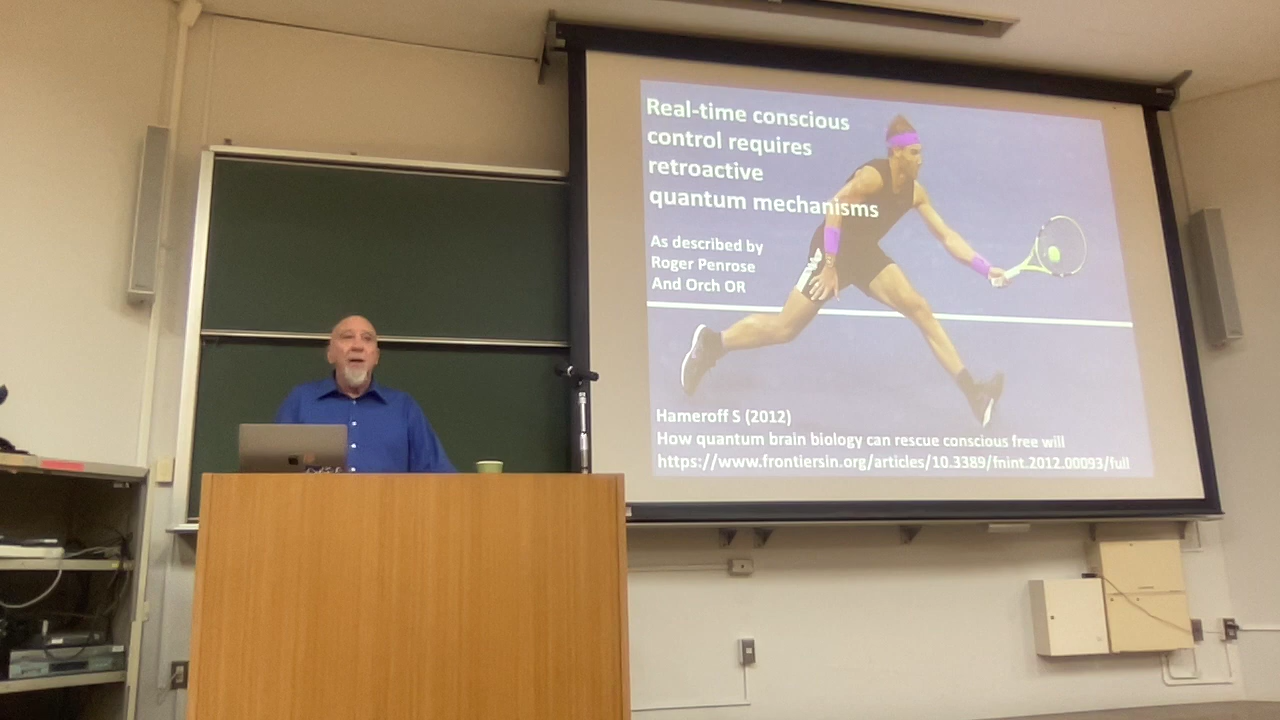 Real-time conscious
control requires
retroactive
quantum mechanisms
As described by
Roger Penrose
And Orch OR
Hameroff S (2012)
How quantum brain biology can rescue conscious free will
https://www.frontiersin.org/articles/10.3389/fnint.2012.00093/full